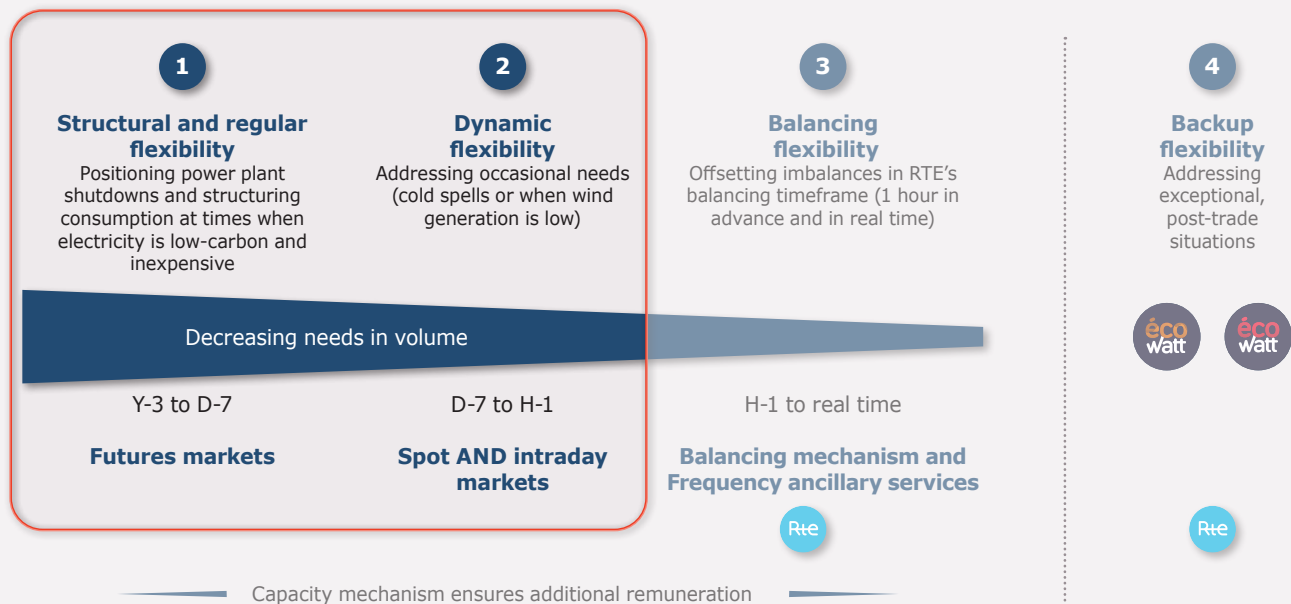 1
Structural and regular
flexibility
Positioning power plant
shutdowns and structuring
consumption at times when
electricity is low-carbon and
inexpensive
2
Dynamic
flexibility
Addressing occasional needs
(cold spells or when wind
generation is low)
3
Balancing
flexibility
Offsetting imbalances in RTE’s
balancing timeframe (1 hour in
advance and in real time)
4
Backup
flexibility
Addressing
exceptional,
post-trade
situations
Decreasing needs in volume
éco
watt
éco
watt
Y-3 to D-7
Futures markets
D-7 to H-1
Spot AND intraday
markets
H-1 to real time
Balancing mechanism and
Frequency ancillary services
Rte
Rte
Capacity mechanism ensures additional remuneration